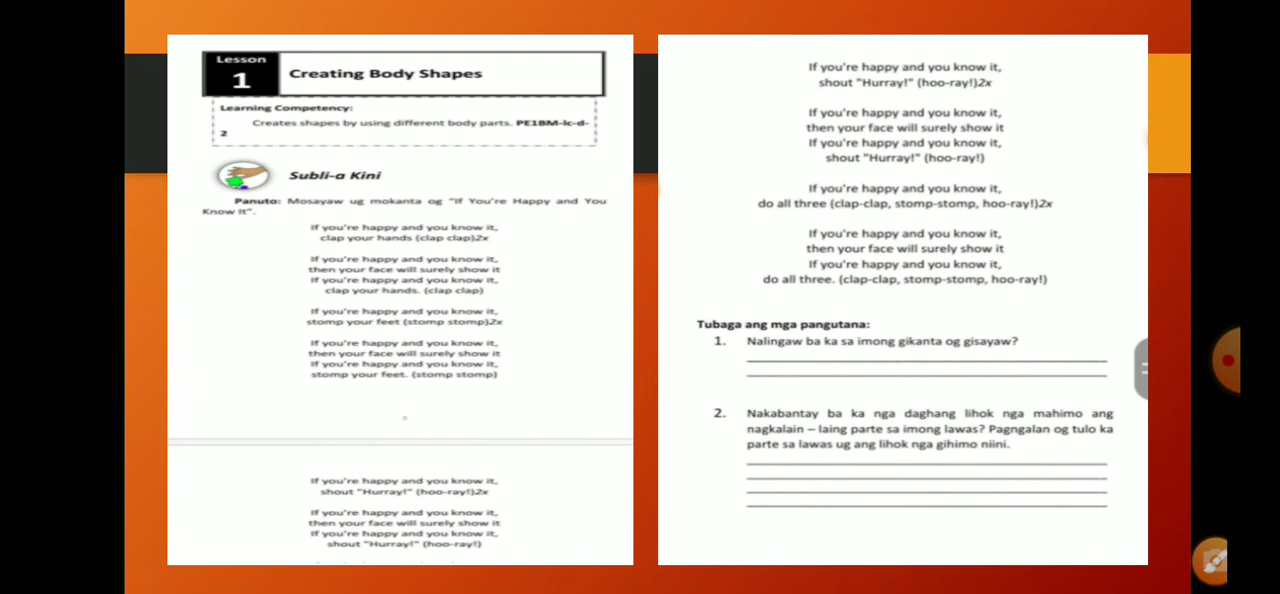 Lesson
1
Creating Body Shapes
Learning Competency:
Creates shapes by using different body parts. PE1BM-Ic-d-
2
Subli-a Kini
Panuto: Mosayaw ug mokanta og "If You're Happy and You
Know It".
If you're happy and you know it,
clap your hands (clap clap)2x
If you're happy and you know it,
then your face will surely show it
If you're happy and you know it,
clap your hands. (clap clap)
If you're happy and you know it,
stomp your feet (stomp stomp)2x
If you're happy and you know it,
then your face will surely show it
If you're happy and you know it,
stomp your feet. (stomp stomp)
If you're happy and you know it,
shout "Hurray!" (hoo-ray!)2x
If you're happy and you know it,
then your face will surely show it
If you're happy and you know it,
shout "Hurray!" (hoo-ray!)
If you're happy and you know it,
shout "Hurray!" (hoo-ray!)2x
If you're happy and you know it,
then your face will surely show it
If you're happy and you know it,
shout "Hurray!" (hoo-ray!)
If you're happy and you know it,
do all three (clap-clap, stomp-stomp, hoo-ray!)2x
If you're happy and you know it,
then your face will surely show it
If you're happy and you know it,
do all three. (clap-clap, stomp-stomp, hoo-ray!)
Tubaga ang mga pangutana:
1. Nalingaw ba ka sa imong gikanta og gisayaw?
2. Nakabantay ba ka nga daghang lihok nga mahimo ang
nagkalain – laing parte sa imong lawas? Pagngalan og tulo ka
parte sa lawas ug ang lihok nga gihimo niini.